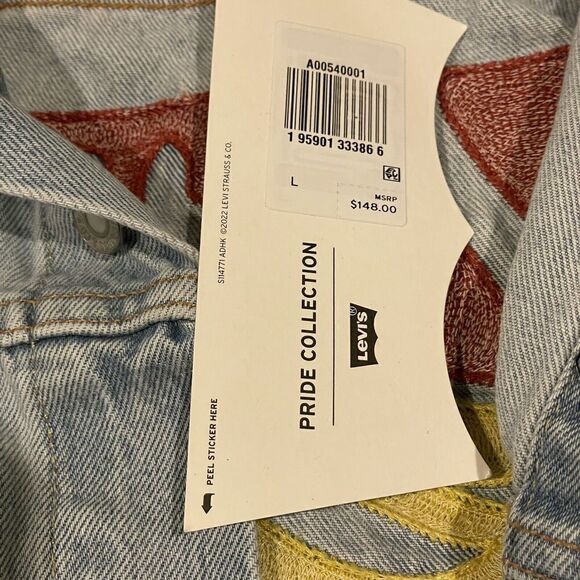 A00540001
1 95901 33386 6
L
MSRP
$148.00
S114771 ADHK ©2022 LEVI STRAUSS & CO.
PRIDE COLLECTION
LEVI'S®
PEEL STICKER HERE